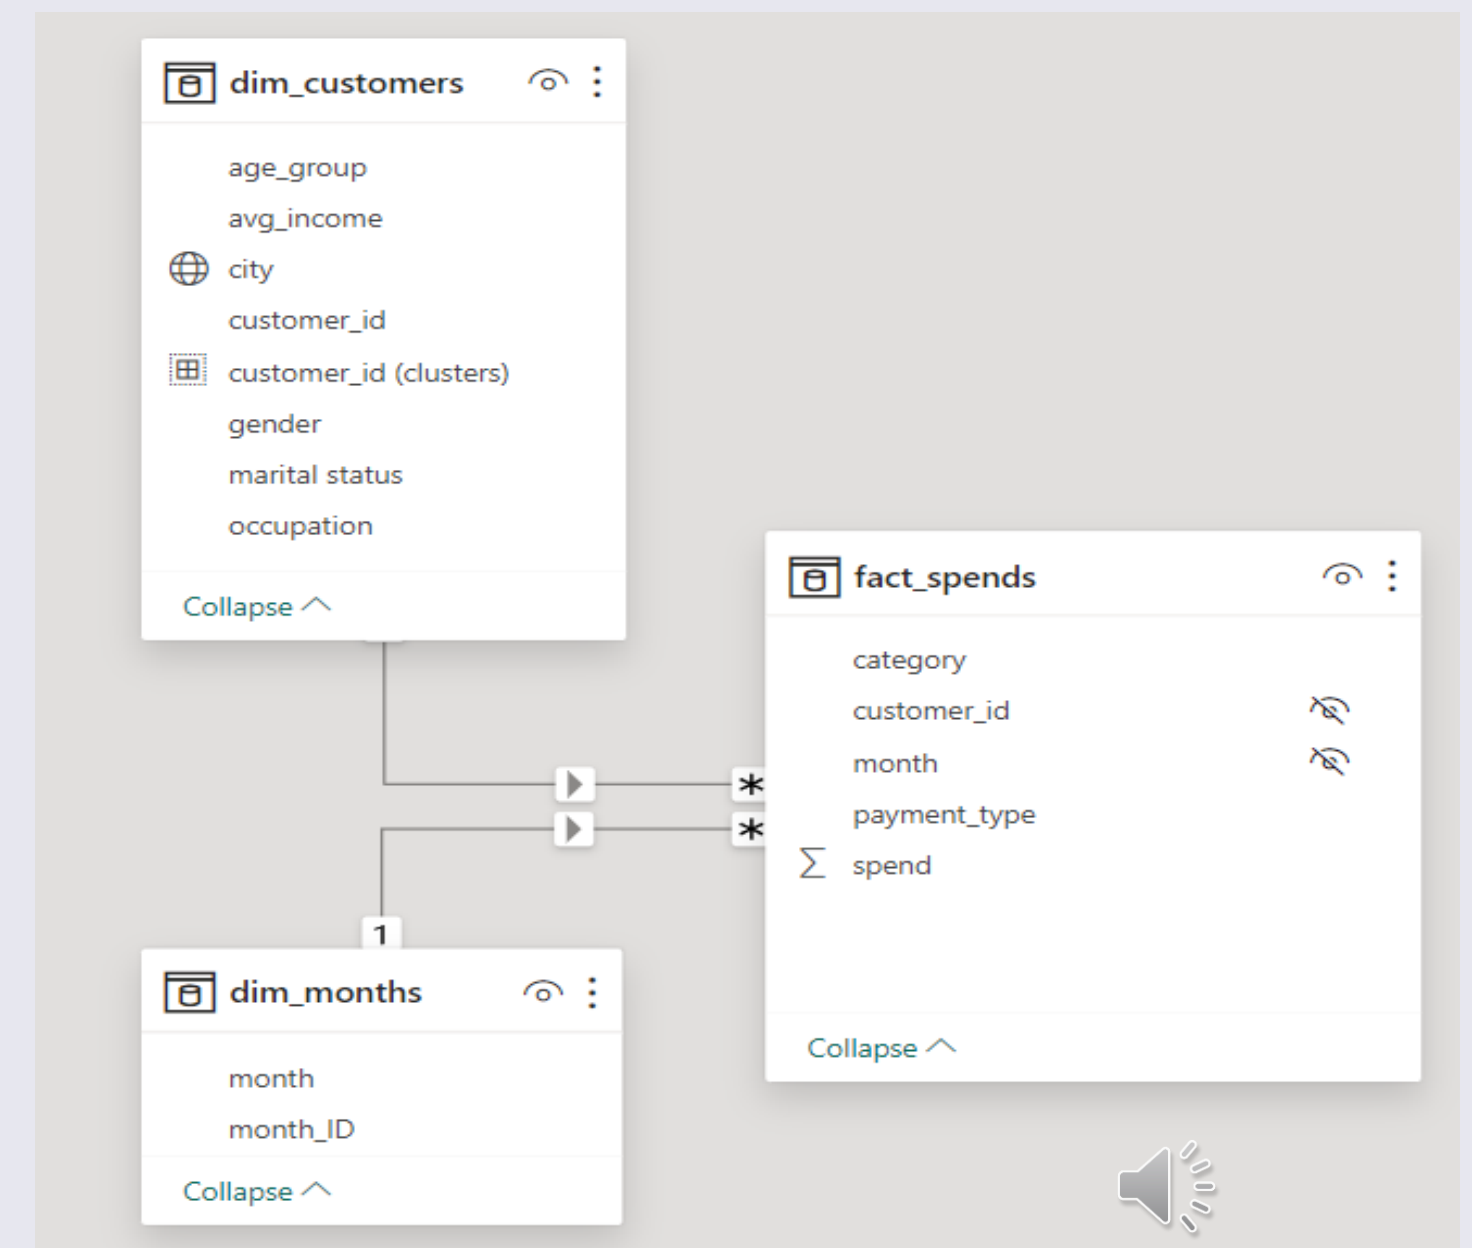 dim_customers
age_group
avg_income
city
customer_id
customer_id (clusters)
gender
marital status
occupation
Collapse
fact_spends
category
customer_id
month
payment_type
spend
Collapse
*
*
1
dim_months
month
month_ID
Collapse